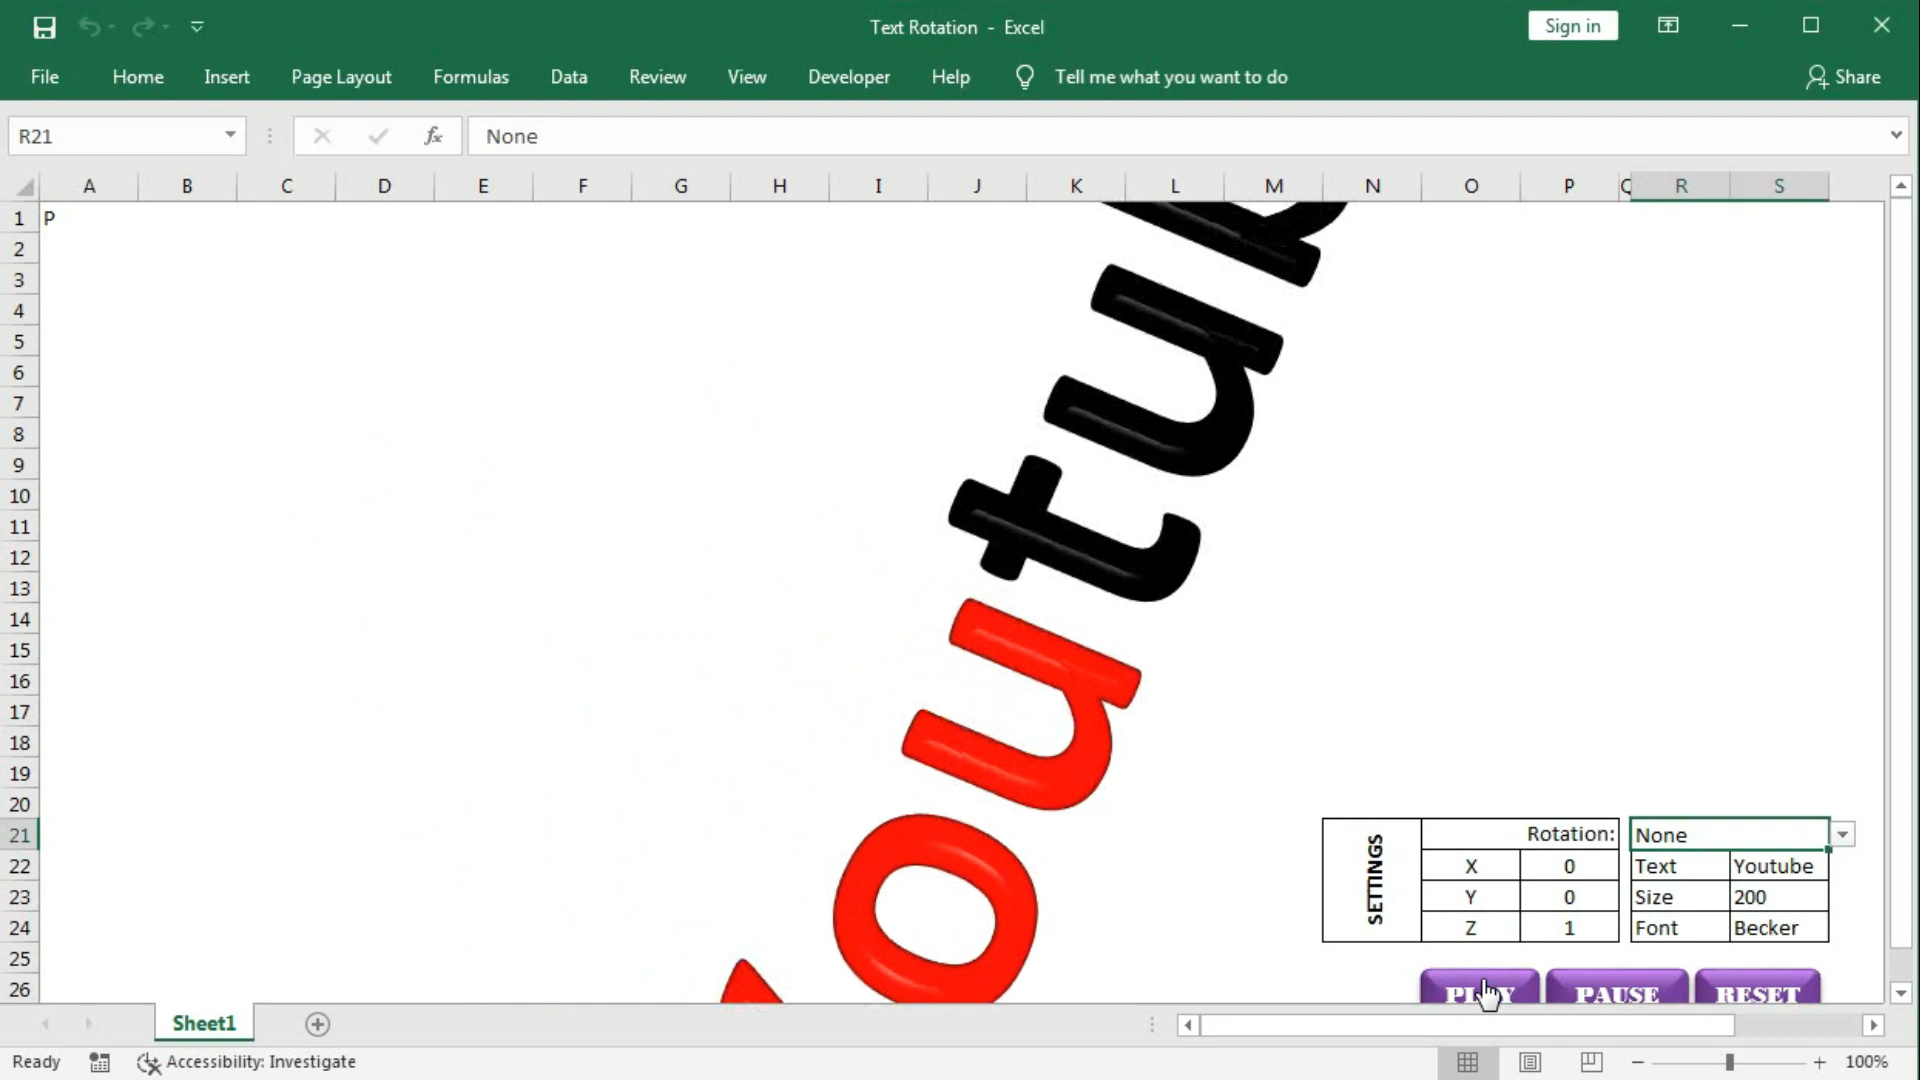 Text Rotation - Excel
Sign in
File Home Insert Page Layout Formulas Data Review View Developer Help Tell me what you want to do Share
R21 fx None
A B C D E F G H I J K L M N O P Q R S
1 P
2
3
4
5
6
7
8
9
10
11
12
13
14
15
16
17
18
19
20
21
22
23
24
25
26
Youtub
SETTINGS
Rotation: None
X 0 Text Youtube
Y 0 Size 200
Z 1 Font Becker
PLAY PAUSE RESET
Sheet1
Ready Accessibility: Investigate 100%